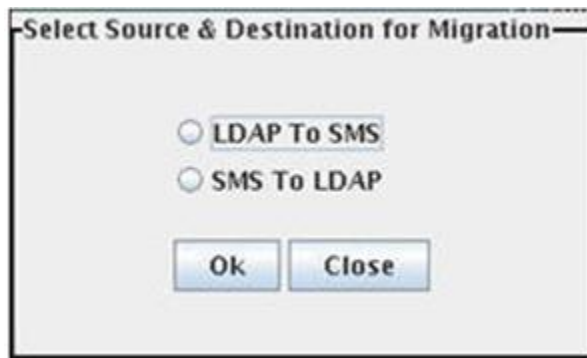 Select Source & Destination for Migration
LDAP To SMS
SMS To LDAP
Ok Close